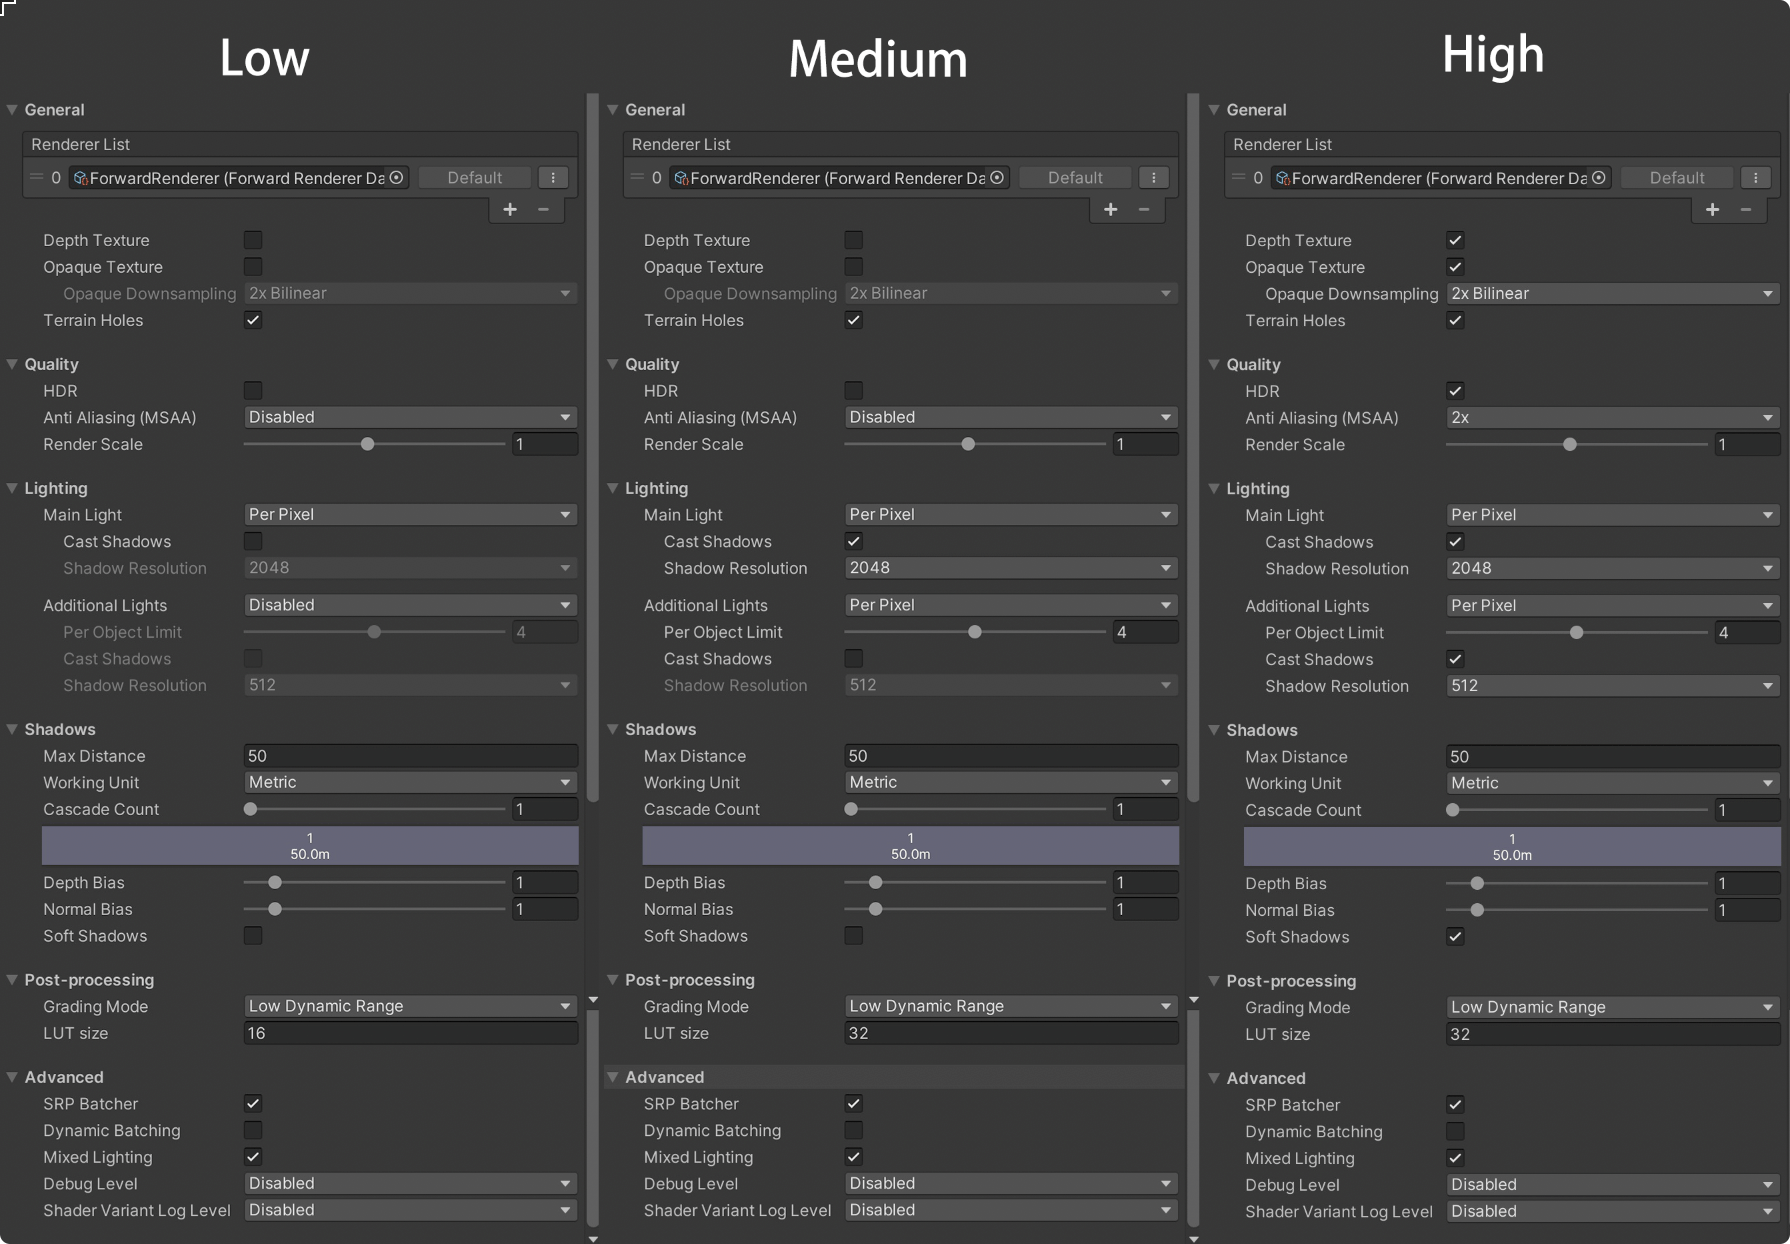 Low
General
Renderer List
0 ForwardRenderer (Forward Renderer Da Default
+ −
Depth Texture
Opaque Texture
Opaque Downsampling 2x Bilinear
Terrain Holes
Quality
HDR
Anti Aliasing (MSAA) Disabled
Render Scale 1
Lighting
Main Light Per Pixel
Cast Shadows
Shadow Resolution 2048
Additional Lights Disabled
Per Object Limit 4
Cast Shadows
Shadow Resolution 512
Shadows
Max Distance 50
Working Unit Metric
Cascade Count 1
1
50.0m
Depth Bias 1
Normal Bias 1
Soft Shadows
Post-processing
Grading Mode Low Dynamic Range
LUT size 16
Advanced
SRP Batcher
Dynamic Batching
Mixed Lighting
Debug Level Disabled
Shader Variant Log Level Disabled
Medium
General
Renderer List
0 ForwardRenderer (Forward Renderer Da Default
+ −
Depth Texture
Opaque Texture
Opaque Downsampling 2x Bilinear
Terrain Holes
Quality
HDR
Anti Aliasing (MSAA) Disabled
Render Scale 1
Lighting
Main Light Per Pixel
Cast Shadows
Shadow Resolution 2048
Additional Lights Per Pixel
Per Object Limit 4
Cast Shadows
Shadow Resolution 512
Shadows
Max Distance 50
Working Unit Metric
Cascade Count 1
1
50.0m
Depth Bias 1
Normal Bias 1
Soft Shadows
Post-processing
Grading Mode Low Dynamic Range
LUT size 32
Advanced
SRP Batcher
Dynamic Batching
Mixed Lighting
Debug Level Disabled
Shader Variant Log Level Disabled
High
General
Renderer List
0 ForwardRenderer (Forward Renderer Da Default
+ −
Depth Texture
Opaque Texture
Opaque Downsampling 2x Bilinear
Terrain Holes
Quality
HDR
Anti Aliasing (MSAA) 2x
Render Scale 1
Lighting
Main Light Per Pixel
Cast Shadows
Shadow Resolution 2048
Additional Lights Per Pixel
Per Object Limit 4
Cast Shadows
Shadow Resolution 512
Shadows
Max Distance 50
Working Unit Metric
Cascade Count 1
1
50.0m
Depth Bias 1
Normal Bias 1
Soft Shadows
Post-processing
Grading Mode Low Dynamic Range
LUT size 32
Advanced
SRP Batcher
Dynamic Batching
Mixed Lighting
Debug Level Disabled
Shader Variant Log Level Disabled